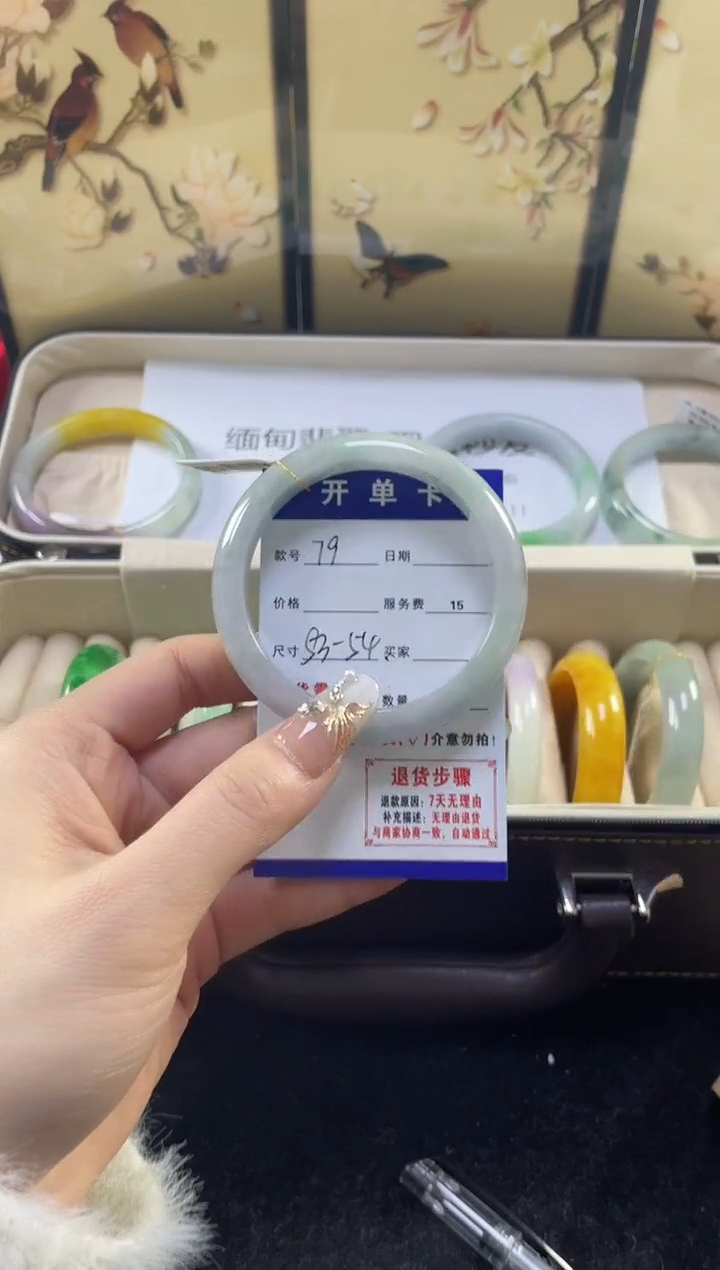 缅甸翡翠
开单卡
款号 79 日期
价格 服务费 15
尺寸 53-54 买家
数量
介意勿拍！
退货步骤
退款原因：7天无理由
补充描述：无理由退货
与商家协商一致，自动通过